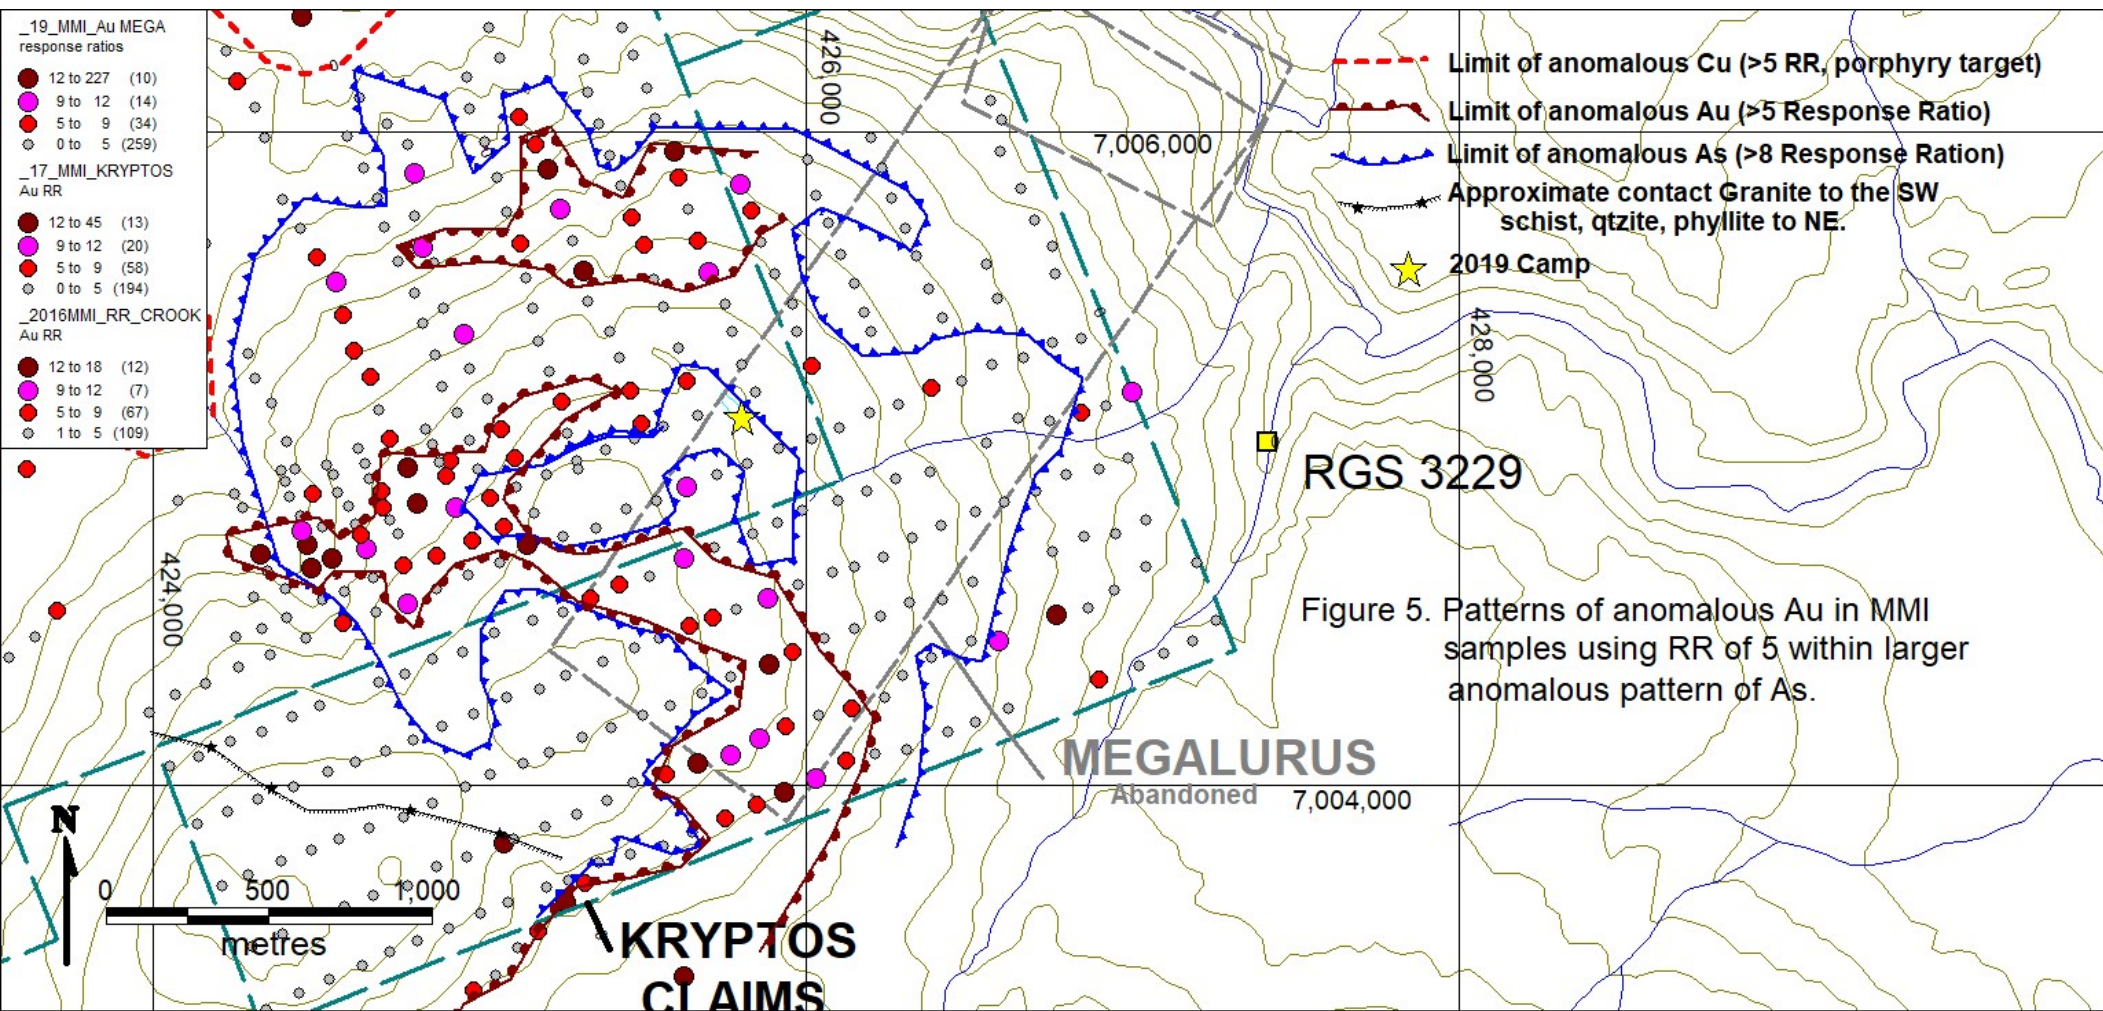 _19_MMI_Au MEGA
response ratios
12 to 227 (10)
9 to 12 (14)
5 to 9 (34)
0 to 5 (259)
_17_MMI_KRYPTOS
Au RR
12 to 45 (13)
9 to 12 (20)
5 to 9 (58)
0 to 5 (194)
_2016MMI_RR_CROOK
Au RR
12 to 18 (12)
9 to 12 (7)
5 to 9 (67)
1 to 5 (109)
426,000
7,006,000
Limit of anomalous Cu (>5 RR, porphyry target)
Limit of anomalous Au (>5 Response Ratio)
Limit of anomalous As (>8 Response Ration)
Approximate contact Granite to the SW
schist, qtzite, phyllite to NE.
2019 Camp
428,000
RGS 3229
424,000
Figure 5. Patterns of anomalous Au in MMI
samples using RR of 5 within larger
anomalous pattern of As.
MEGALURUS
Abandoned
7,004,000
N
0 500 1,000
metres
KRYPTOS
CLAIMS